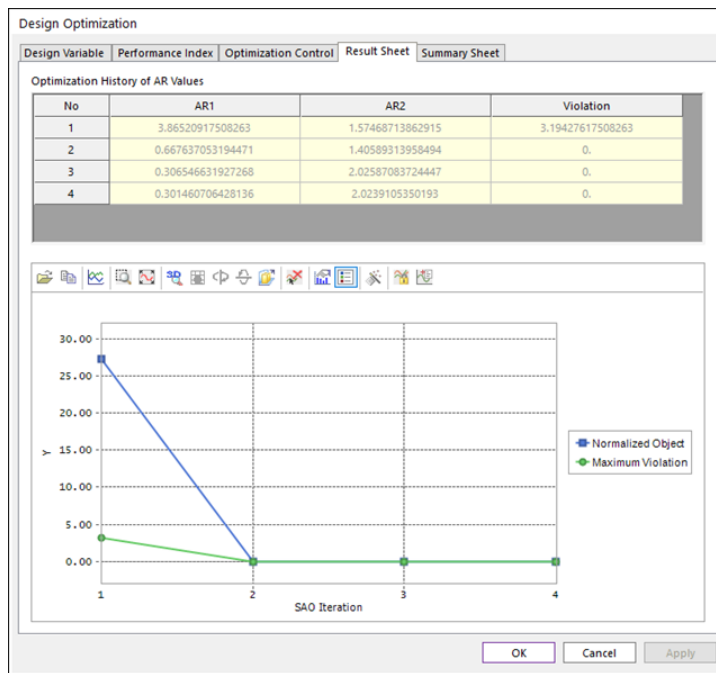 Design Optimization
Design Variable Performance Index Optimization Control Result Sheet Summary Sheet
Optimization History of AR Values
No AR1 AR2 Violation
1 3.86520917508263 1.57468713862915 3.19427617508263
2 0.667637053194471 1.40589313958494 0.
3 0.306546631927268 2.02587083724447 0.
4 0.301460706428136 2.0239105350193 0.
3D
30.00
25.00
20.00
Y 15.00
10.00
5.00
0.00
Normalized Object
Maximum Violation
1 2 3 4
SAO Iteration
OK Cancel Apply